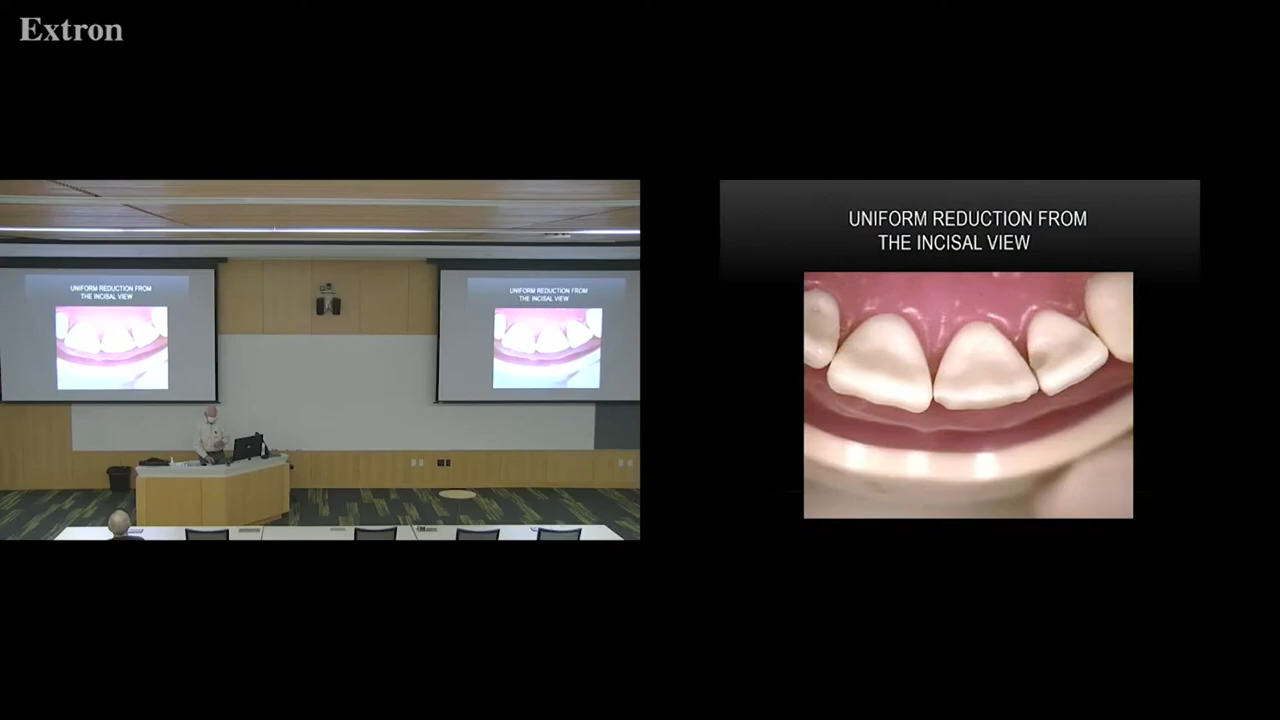 Extron
UNIFORM REDUCTION FROM
THE INCISAL VIEW
UNIFORM REDUCTION FROM
THE INCISAL VIEW
UNIFORM REDUCTION FROM
THE INCISAL VIEW